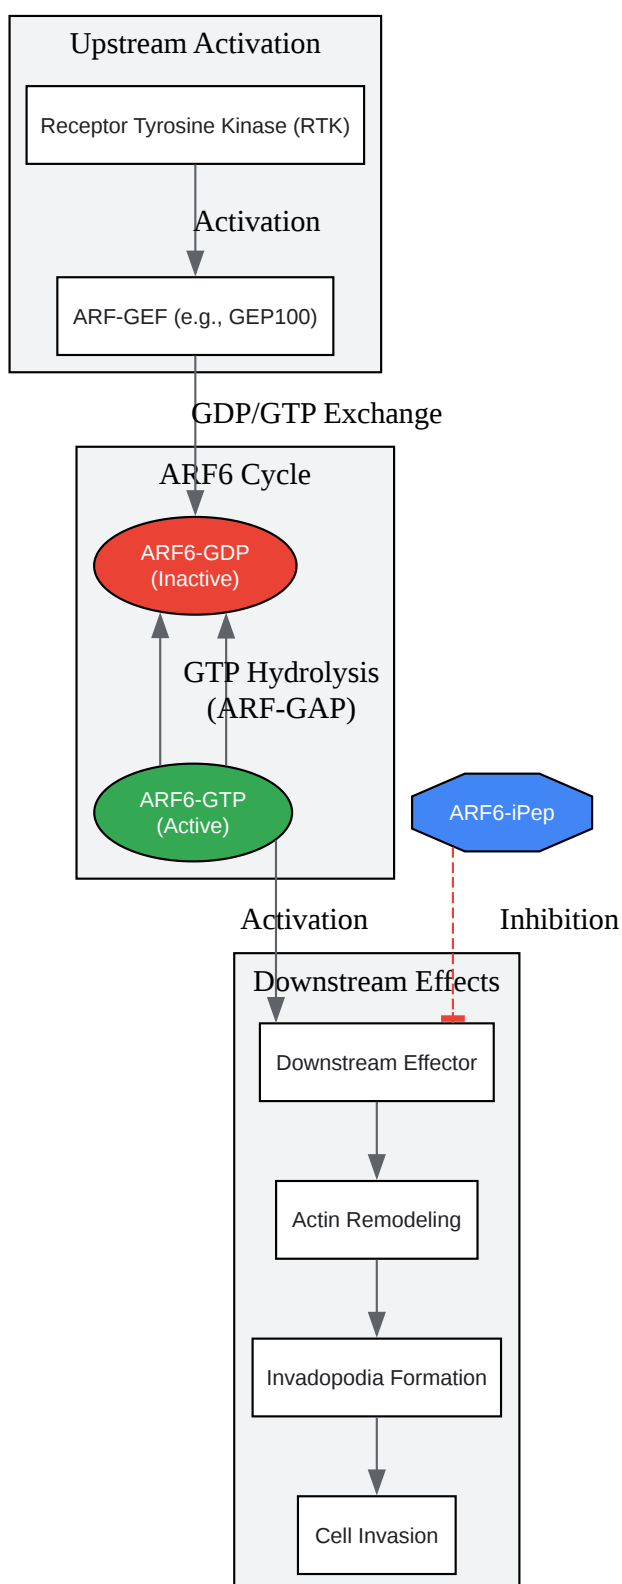 Upstream Activation
Receptor Tyrosine Kinase (RTK)
Activation
ARF-GEF (e.g., GEP100)
GDP/GTP Exchange
ARF6 Cycle
ARF6-GDP
(Inactive)
GTP Hydrolysis
(ARF-GAP)
ARF6-GTP
(Active)
ARF6-iPep
Activation
Inhibition
Downstream Effects
Downstream Effector
Actin Remodeling
Invadopodia Formation
Cell Invasion